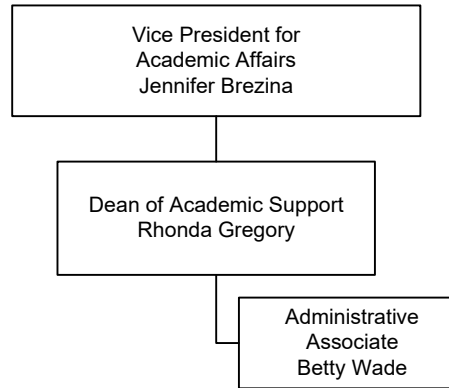 Vice President for
Academic Affairs
Jennifer Brezina
Dean of Academic Support
Rhonda Gregory
Administrative
Associate
Betty Wade